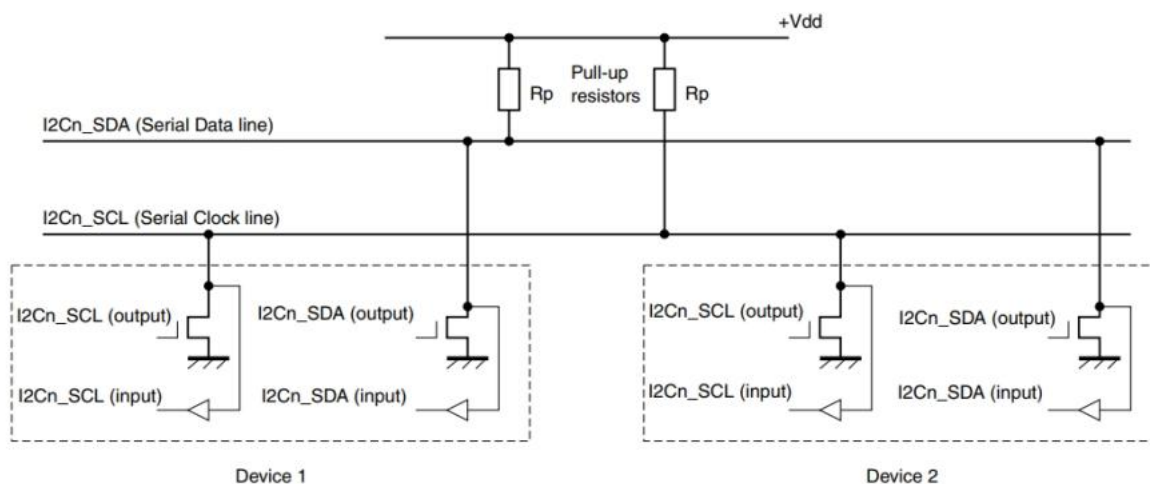 +Vdd
Pull-up
resistors
Rp
Rp
I2Cn_SDA (Serial Data line)
I2Cn_SCL (Serial Clock line)
I2Cn_SCL (output)
I2Cn_SDA (output)
I2Cn_SCL (output)
I2Cn_SDA (output)
I2Cn_SCL (input)
I2Cn_SDA (input)
I2Cn_SCL (input)
I2Cn_SDA (input)
Device 1
Device 2